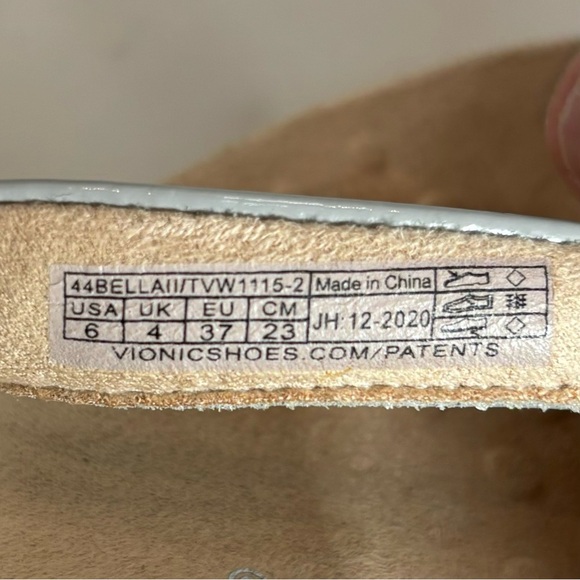 44BELLAII/TVW1115-2 Made in China
USA UK EU CM
6 4 37 23
JH: 12-2020
VIONICSHOES.COM/PATENTS